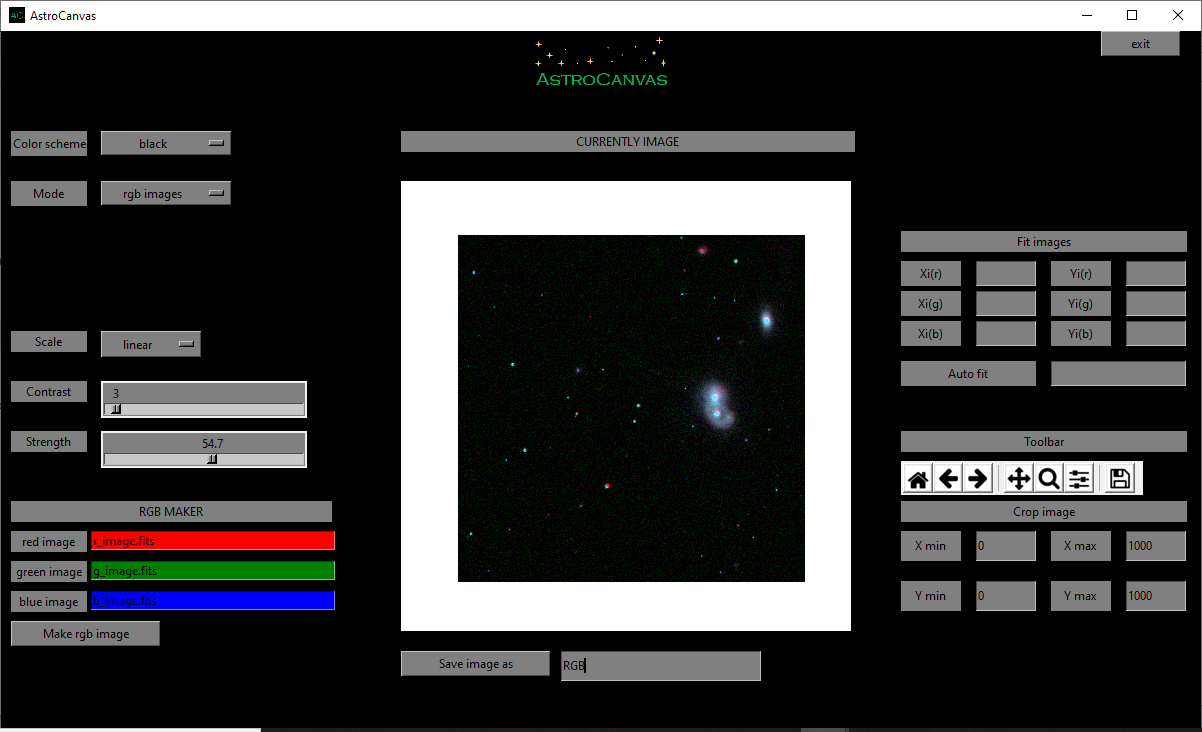 AC AstroCanvas
exit
ASTROCANVAS
Color scheme black
CURRENTLY IMAGE
Mode rgb images
Fit images
Xi(r) Yi(r)
Xi(g) Yi(g)
Xi(b) Yi(b)
Scale linear
Auto fit
Contrast 3
Strength 54.7
Toolbar
RGB MAKER
Crop image
red image r_image.fits
X min 0 X max 1000
green image g_image.fits
blue image b_image.fits
Y min 0 Y max 1000
Make rgb image
Save image as RGB